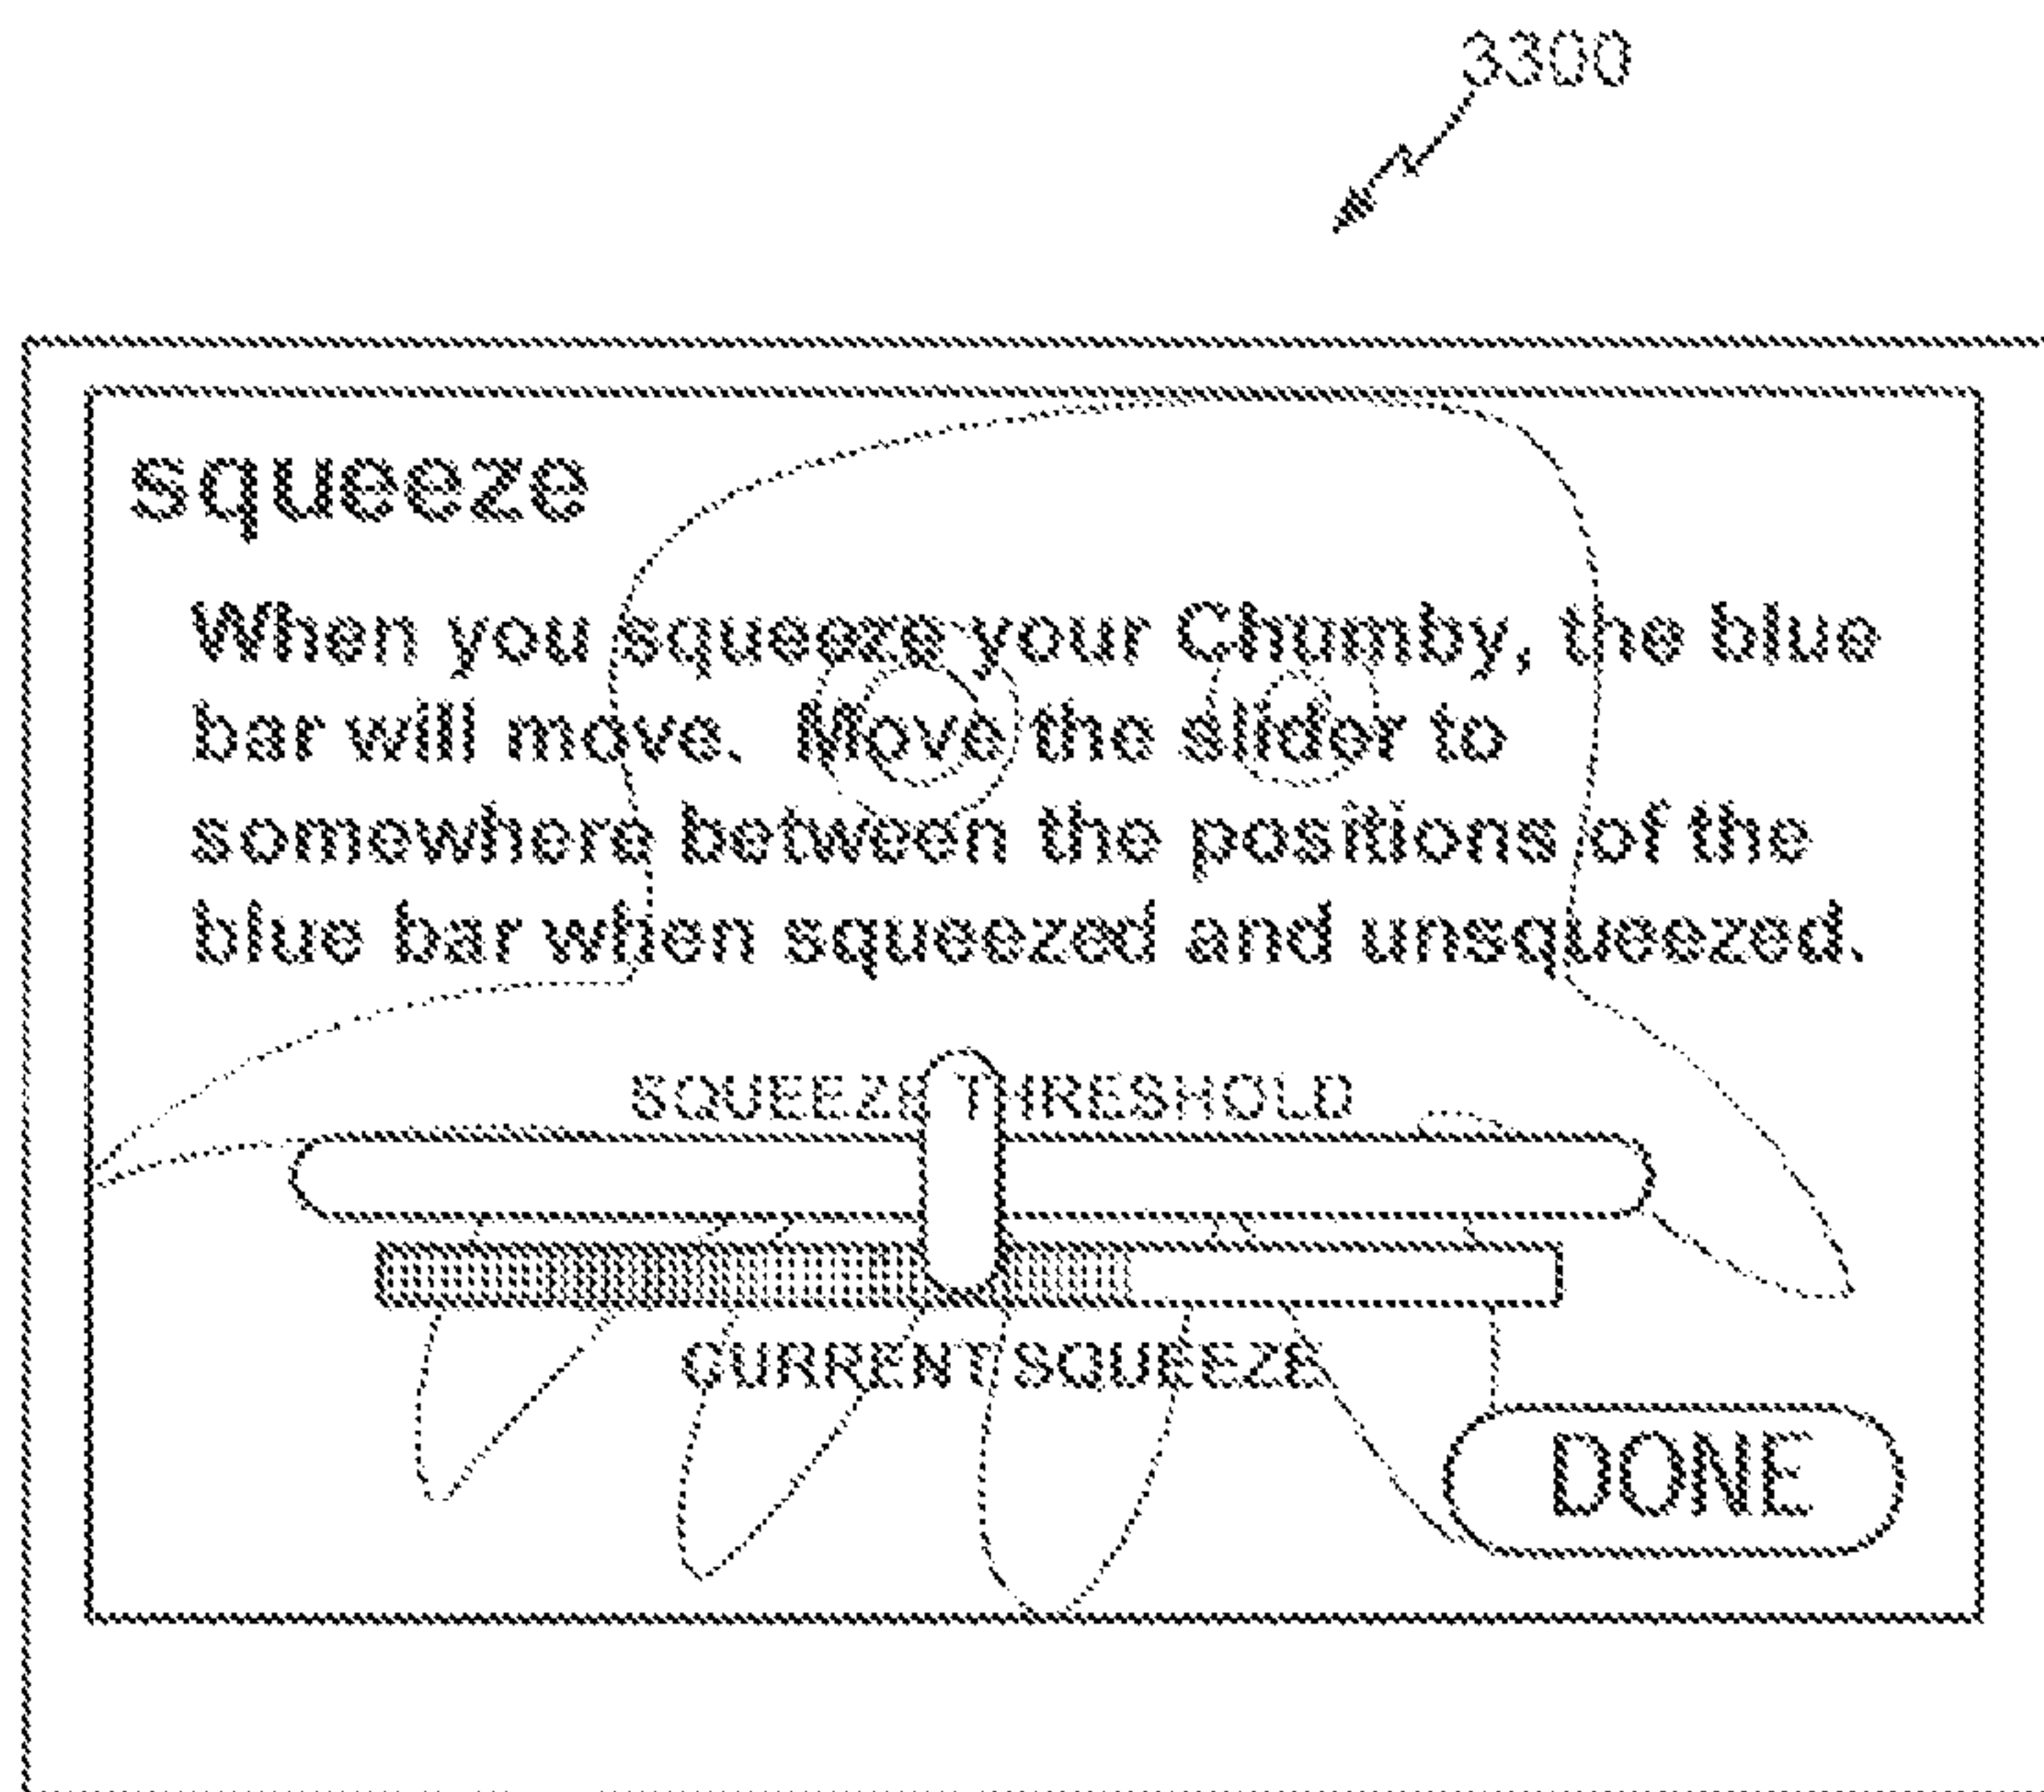 3300
squeeze
When you squeeze your Chumby, the blue
bar will move. Move the slider to
somewhere between the positions of the
blue bar when squeezed and unsqueezed.
SQUEEZE THRESHOLD
CURRENT SQUEEZE
DONE